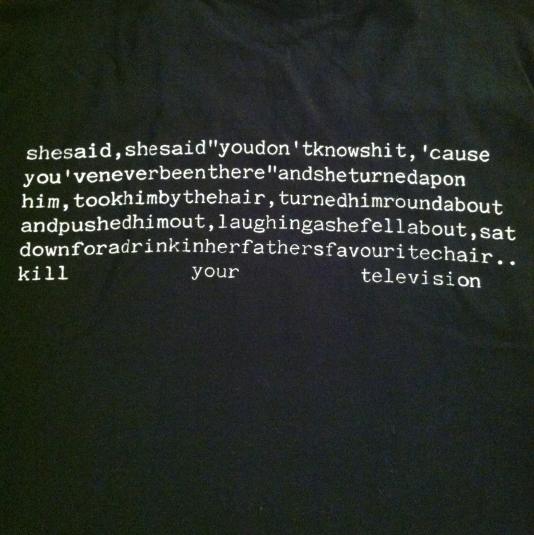 shesaid,shesaid"youdon'tknowshit,'cause
you'veneverbeenthere"andsheturnedapon
him,tookhimbythehair,turnedhimroundabout
andpushedhimout,laughingashefellabout,sat
downforadrinkinherfathersfavouritechair..
kill your television